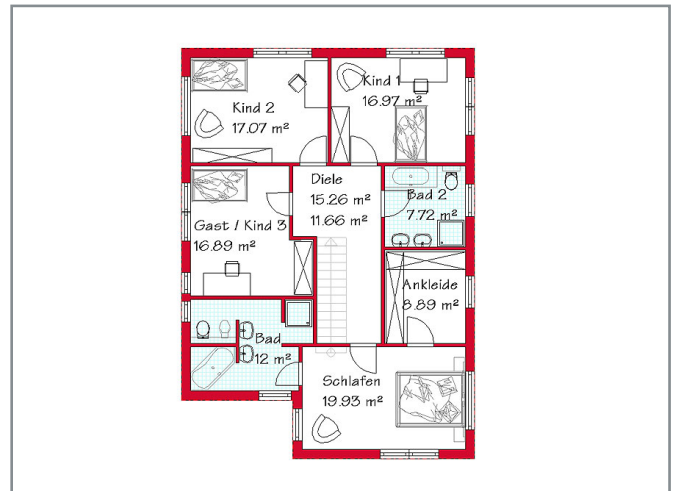 Kind 2
17.07 m²
Kind 1
16.97 m²
Diele
15.26 m²
11.66 m²
Bad 2
7.72 m²
Gast / Kind 3
16.89 m²
Ankleide
8.89 m²
Bad
12 m²
Schlafen
19.93 m²